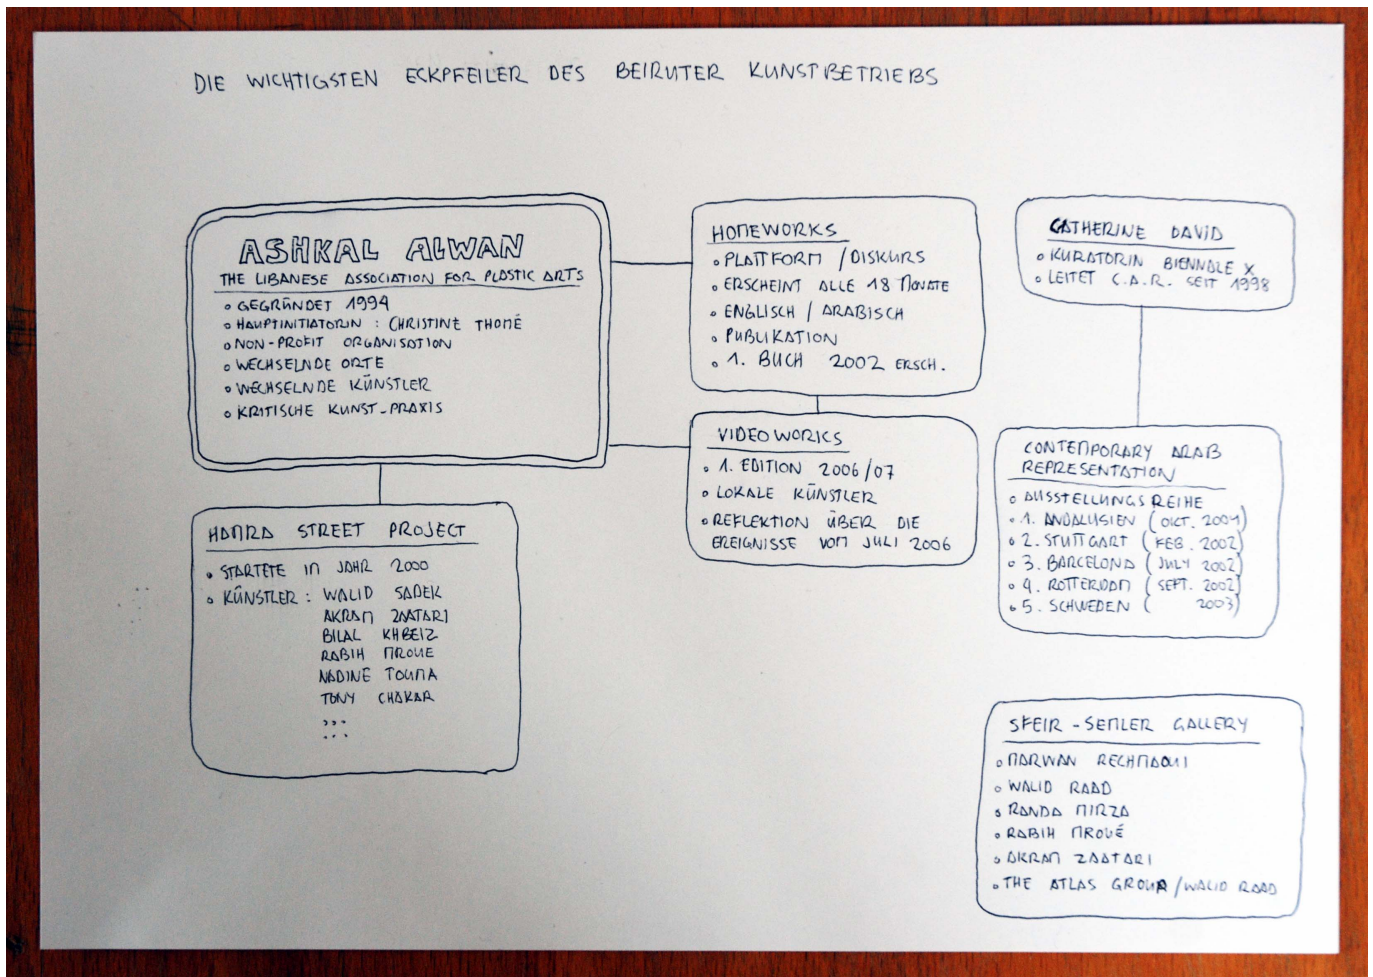 DIE WICHTIGSTEN ECKPFEILER DES BEIRUTER KUNSTBETRIEBS
ASHKAL ALWAN
THE LIBANESE ASSOCIATION FOR PLASTIC ARTS
• GEGRÜNDET 1994
• HAUPTINITIATORIN : CHRISTINE THOMÉ
• NON-PROFIT ORGANISATION
• WECHSELNDE ORTE
• WECHSELNDE KÜNSTLER
• KRITISCHE KUNST-PRAXIS
HOMEWORKS
• PLATTFORM / DISKURS
• ERSCHEINT ALLE 18 MONATE
• ENGLISCH / ARABISCH
• PUBLIKATION
• 1. BUCH 2002 ERSCH.
CATHERINE DAVID
• KURATORIN BIENNALE X
• LEITET C.A.R. SEIT 1998
VIDEOWORKS
• 1. EDITION 2006/07
• LOKALE KÜNSTLER
• REFLEKTION ÜBER DIE
EREIGNISSE VOM JULI 2006
CONTEMPORARY ARAB
REPRESENTATION
• AUSSTELLUNGSREIHE
• 1. ANDALUSIEN (OKT. 2001)
• 2. STUTTGART (FEB. 2002)
• 3. BARCELONA (JULY 2002)
• 4. ROTTERDAM (SEPT. 2002)
• 5. SCHWEDEN ( 2003)
HAMRA STREET PROJECT
• STARTETE IM JAHR 2000
• KÜNSTLER : WALID SADEK
AKRAM ZAATARI
BILAL KHBEIZ
RABIH MROUE
NADINE TOUMA
TONY CHAKAR
...
...
SFEIR-SEMLER GALLERY
• MARWAN RECHMAOUI
• WALID RAAD
• RANDA MIRZA
• RABIH MROUÉ
• AKRAM ZAATARI
• THE ATLAS GROUP/WALID RAAD